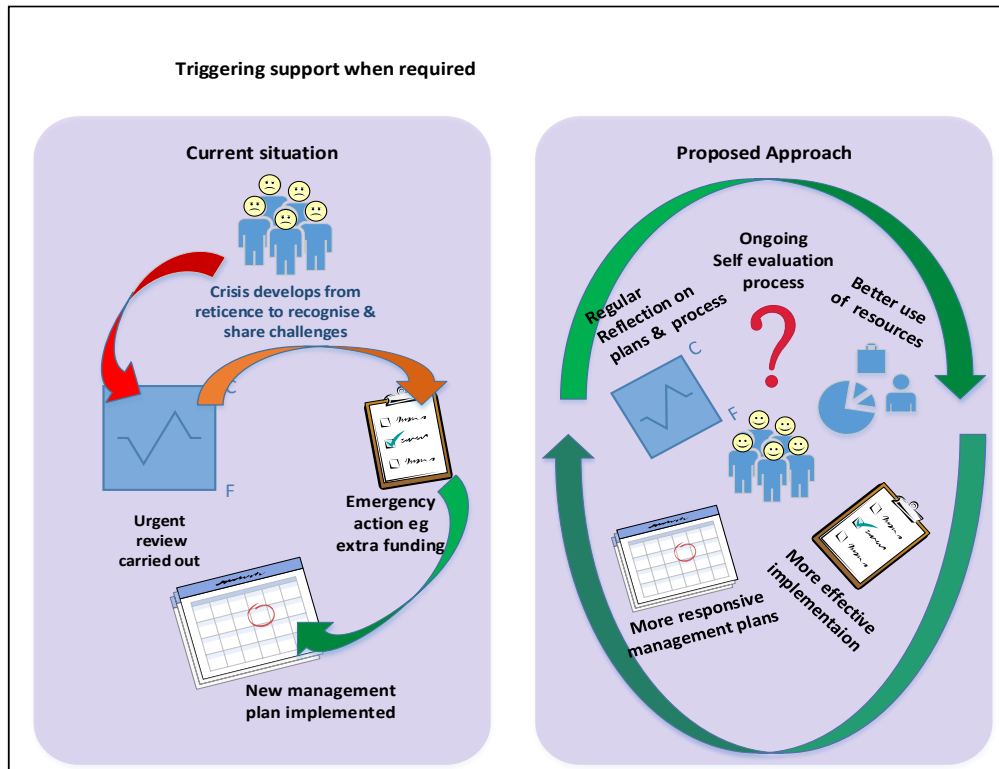 Triggering support when required
Current situation
Crisis develops from
reticence to recognise &
share challenges
C
F
Urgent
review
carried out
Emergency
action eg
extra funding
New management
plan implemented
Proposed Approach
Ongoing
Self evaluation
process
Regular
Reflection on
plans & process
C
F
Better use
of resources
More responsive
management plans
More effective
implementaion